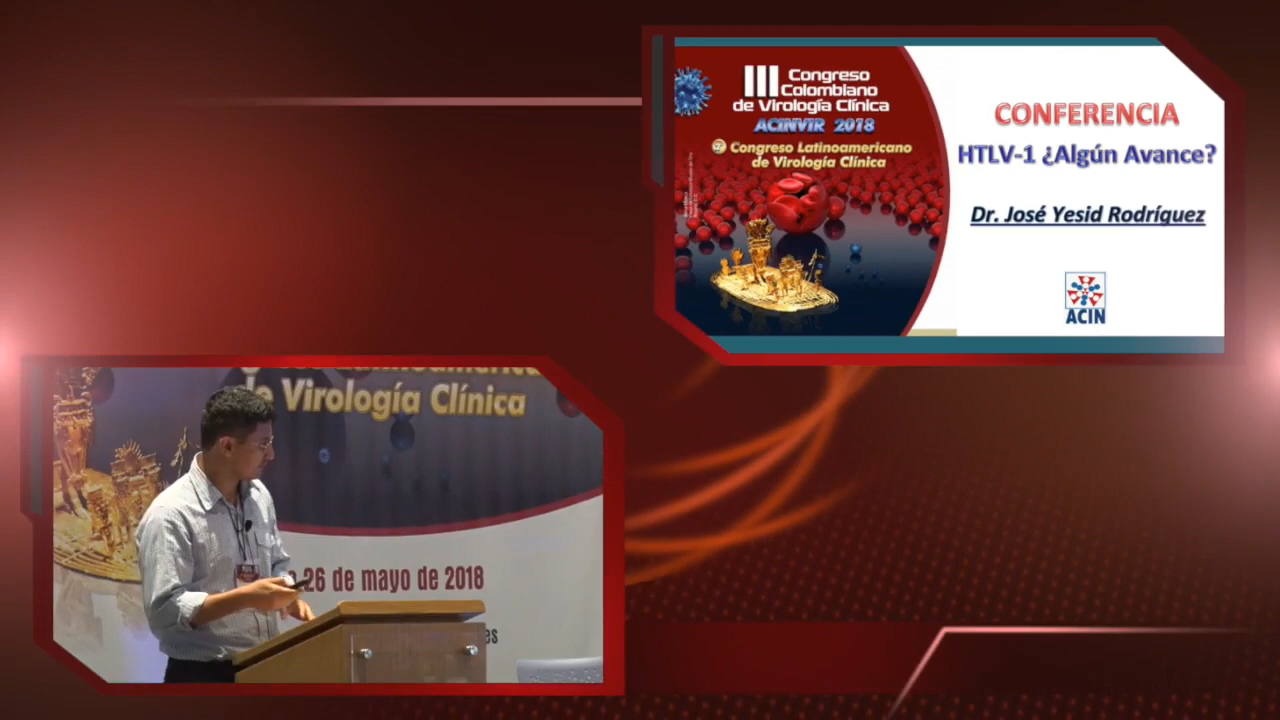 III Congreso
Colombiano
de Virología Clínica
ACINVIR 2018
Congreso Latinoamericano
de Virología Clínica
CONFERENCIA
HTLV-1 ¿Algún Avance?
Dr. José Yesid Rodríguez
ACIN
de Virología Clínica
26 de mayo de 2018